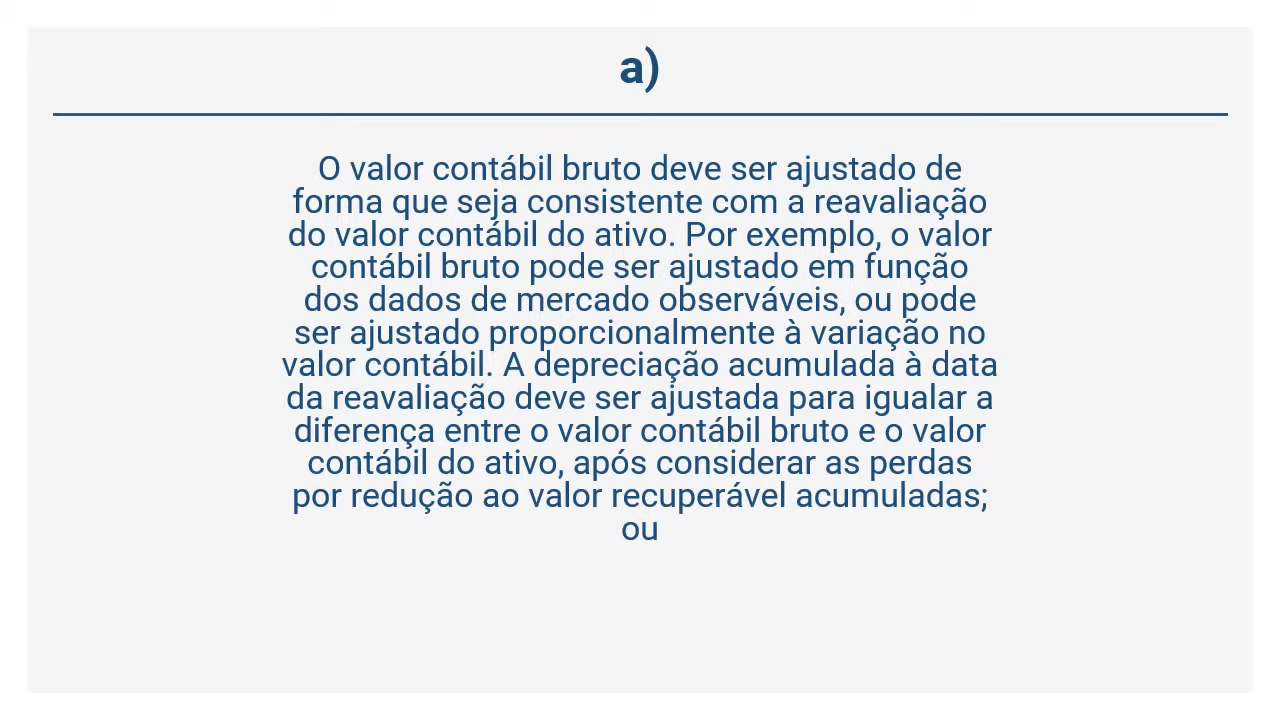 a)
O valor contábil bruto deve ser ajustado de
forma que seja consistente com a reavaliação
do valor contábil do ativo. Por exemplo, o valor
contábil bruto pode ser ajustado em função
dos dados de mercado observáveis, ou pode
ser ajustado proporcionalmente à variação no
valor contábil. A depreciação acumulada à data
da reavaliação deve ser ajustada para igualar a
diferença entre o valor contábil bruto e o valor
contábil do ativo, após considerar as perdas
por redução ao valor recuperável acumuladas;
ou